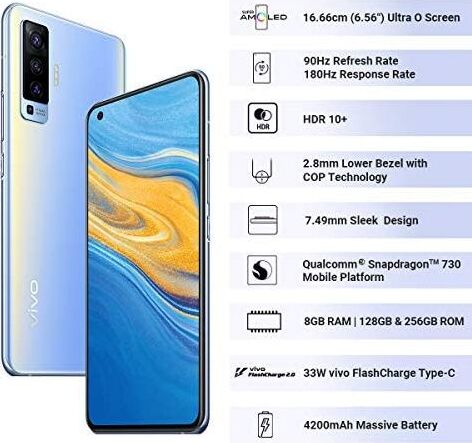 SUPER
AMOLED
16.66cm (6.56") Ultra O Screen
90Hz Refresh Rate
180Hz Response Rate
HDR
HDR 10+
2.8mm Lower Bezel with
COP Technology
7.49mm Sleek Design
Qualcomm® Snapdragon™ 730
Mobile Platform
8GB RAM | 128GB & 256GB ROM
vivo
FlashCharge 2.0
33W vivo FlashCharge Type-C
4200mAh Massive Battery
vivo